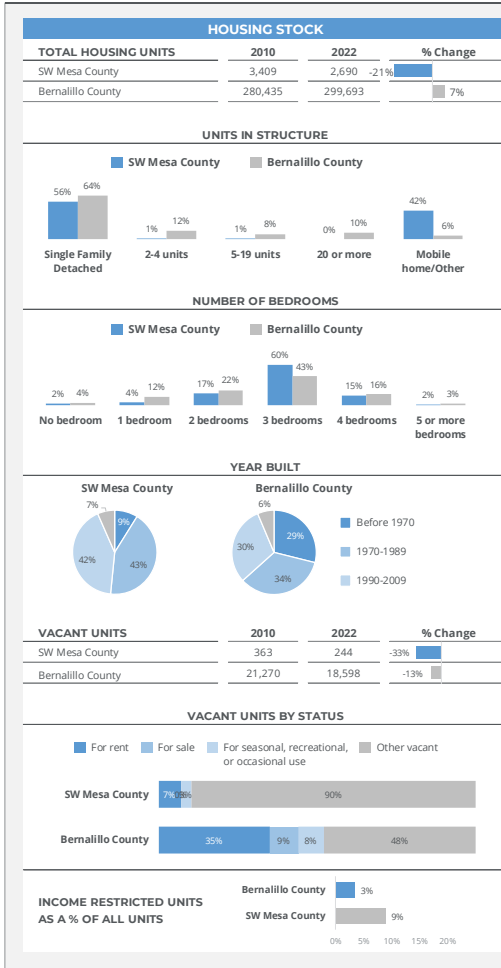 HOUSING STOCK
TOTAL HOUSING UNITS 2010 2022 % Change
SW Mesa County 3,409 2,690 -21%
Bernalillo County 280,435 299,693 7%
UNITS IN STRUCTURE
SW Mesa County Bernalillo County
56% 64% 1% 12% 1% 8% 0% 10% 42% 6%
Single Family Detached 2-4 units 5-19 units 20 or more Mobile home/Other
NUMBER OF BEDROOMS
SW Mesa County Bernalillo County
2% 4% 4% 12% 17% 22% 60% 43% 15% 16% 2% 3%
No bedroom 1 bedroom 2 bedrooms 3 bedrooms 4 bedrooms 5 or more bedrooms
YEAR BUILT
SW Mesa County Bernalillo County
7% 9% 43% 42%
6% 29% 34% 30%
Before 1970
1970-1989
1990-2009
VACANT UNITS 2010 2022 % Change
SW Mesa County 363 244 -33%
Bernalillo County 21,270 18,598 -13%
VACANT UNITS BY STATUS
For rent For sale For seasonal, recreational, or occasional use Other vacant
SW Mesa County 7% 90%
Bernalillo County 35% 9% 8% 48%
INCOME RESTRICTED UNITS
AS A % OF ALL UNITS
Bernalillo County 3%
SW Mesa County 9%
0% 5% 10% 15% 20%